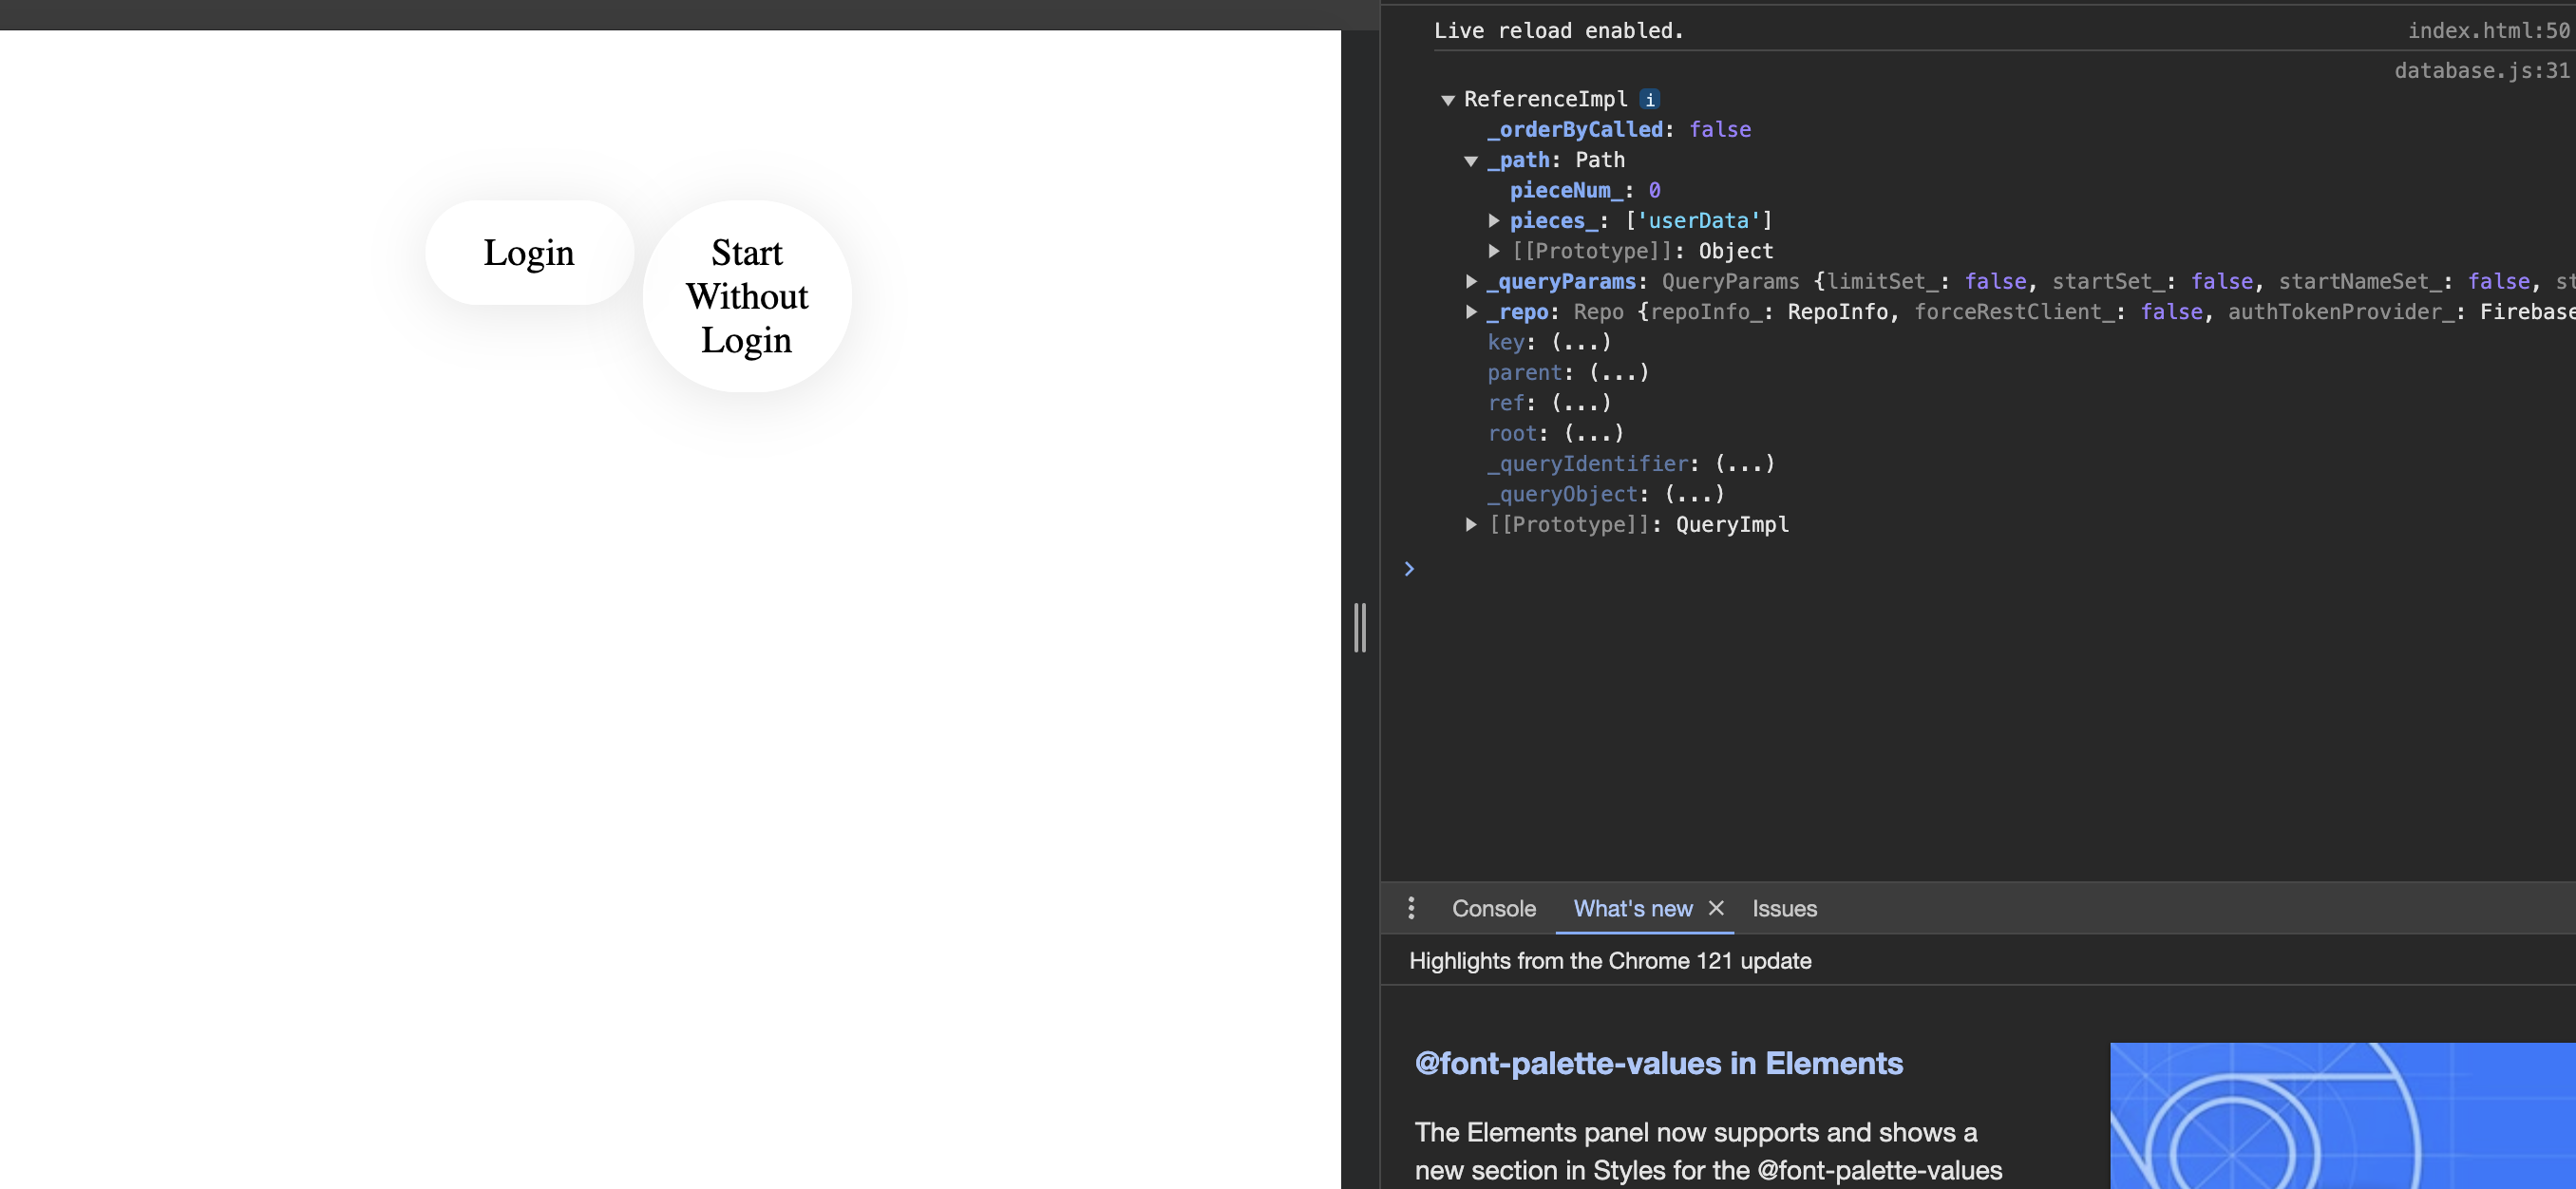 Login
Start
Without
Login
Live reload enabled.
index.html:50
database.js:31
ReferenceImpl i
_orderByCalled: false
_path: Path
pieceNum_: 0
pieces_: ['userData']
[[Prototype]]: Object
_queryParams: QueryParams {limitSet_: false, startSet_: false, startNameSet_: false, st
_repo: Repo {repoInfo_: RepoInfo, forceRestClient_: false, authTokenProvider_: Firebase
key: (...)
parent: (...)
ref: (...)
root: (...)
_queryIdentifier: (...)
_queryObject: (...)
[[Prototype]]: QueryImpl
Console What's new Issues
Highlights from the Chrome 121 update
@font-palette-values in Elements
The Elements panel now supports and shows a
new section in Styles for the @font-palette-values